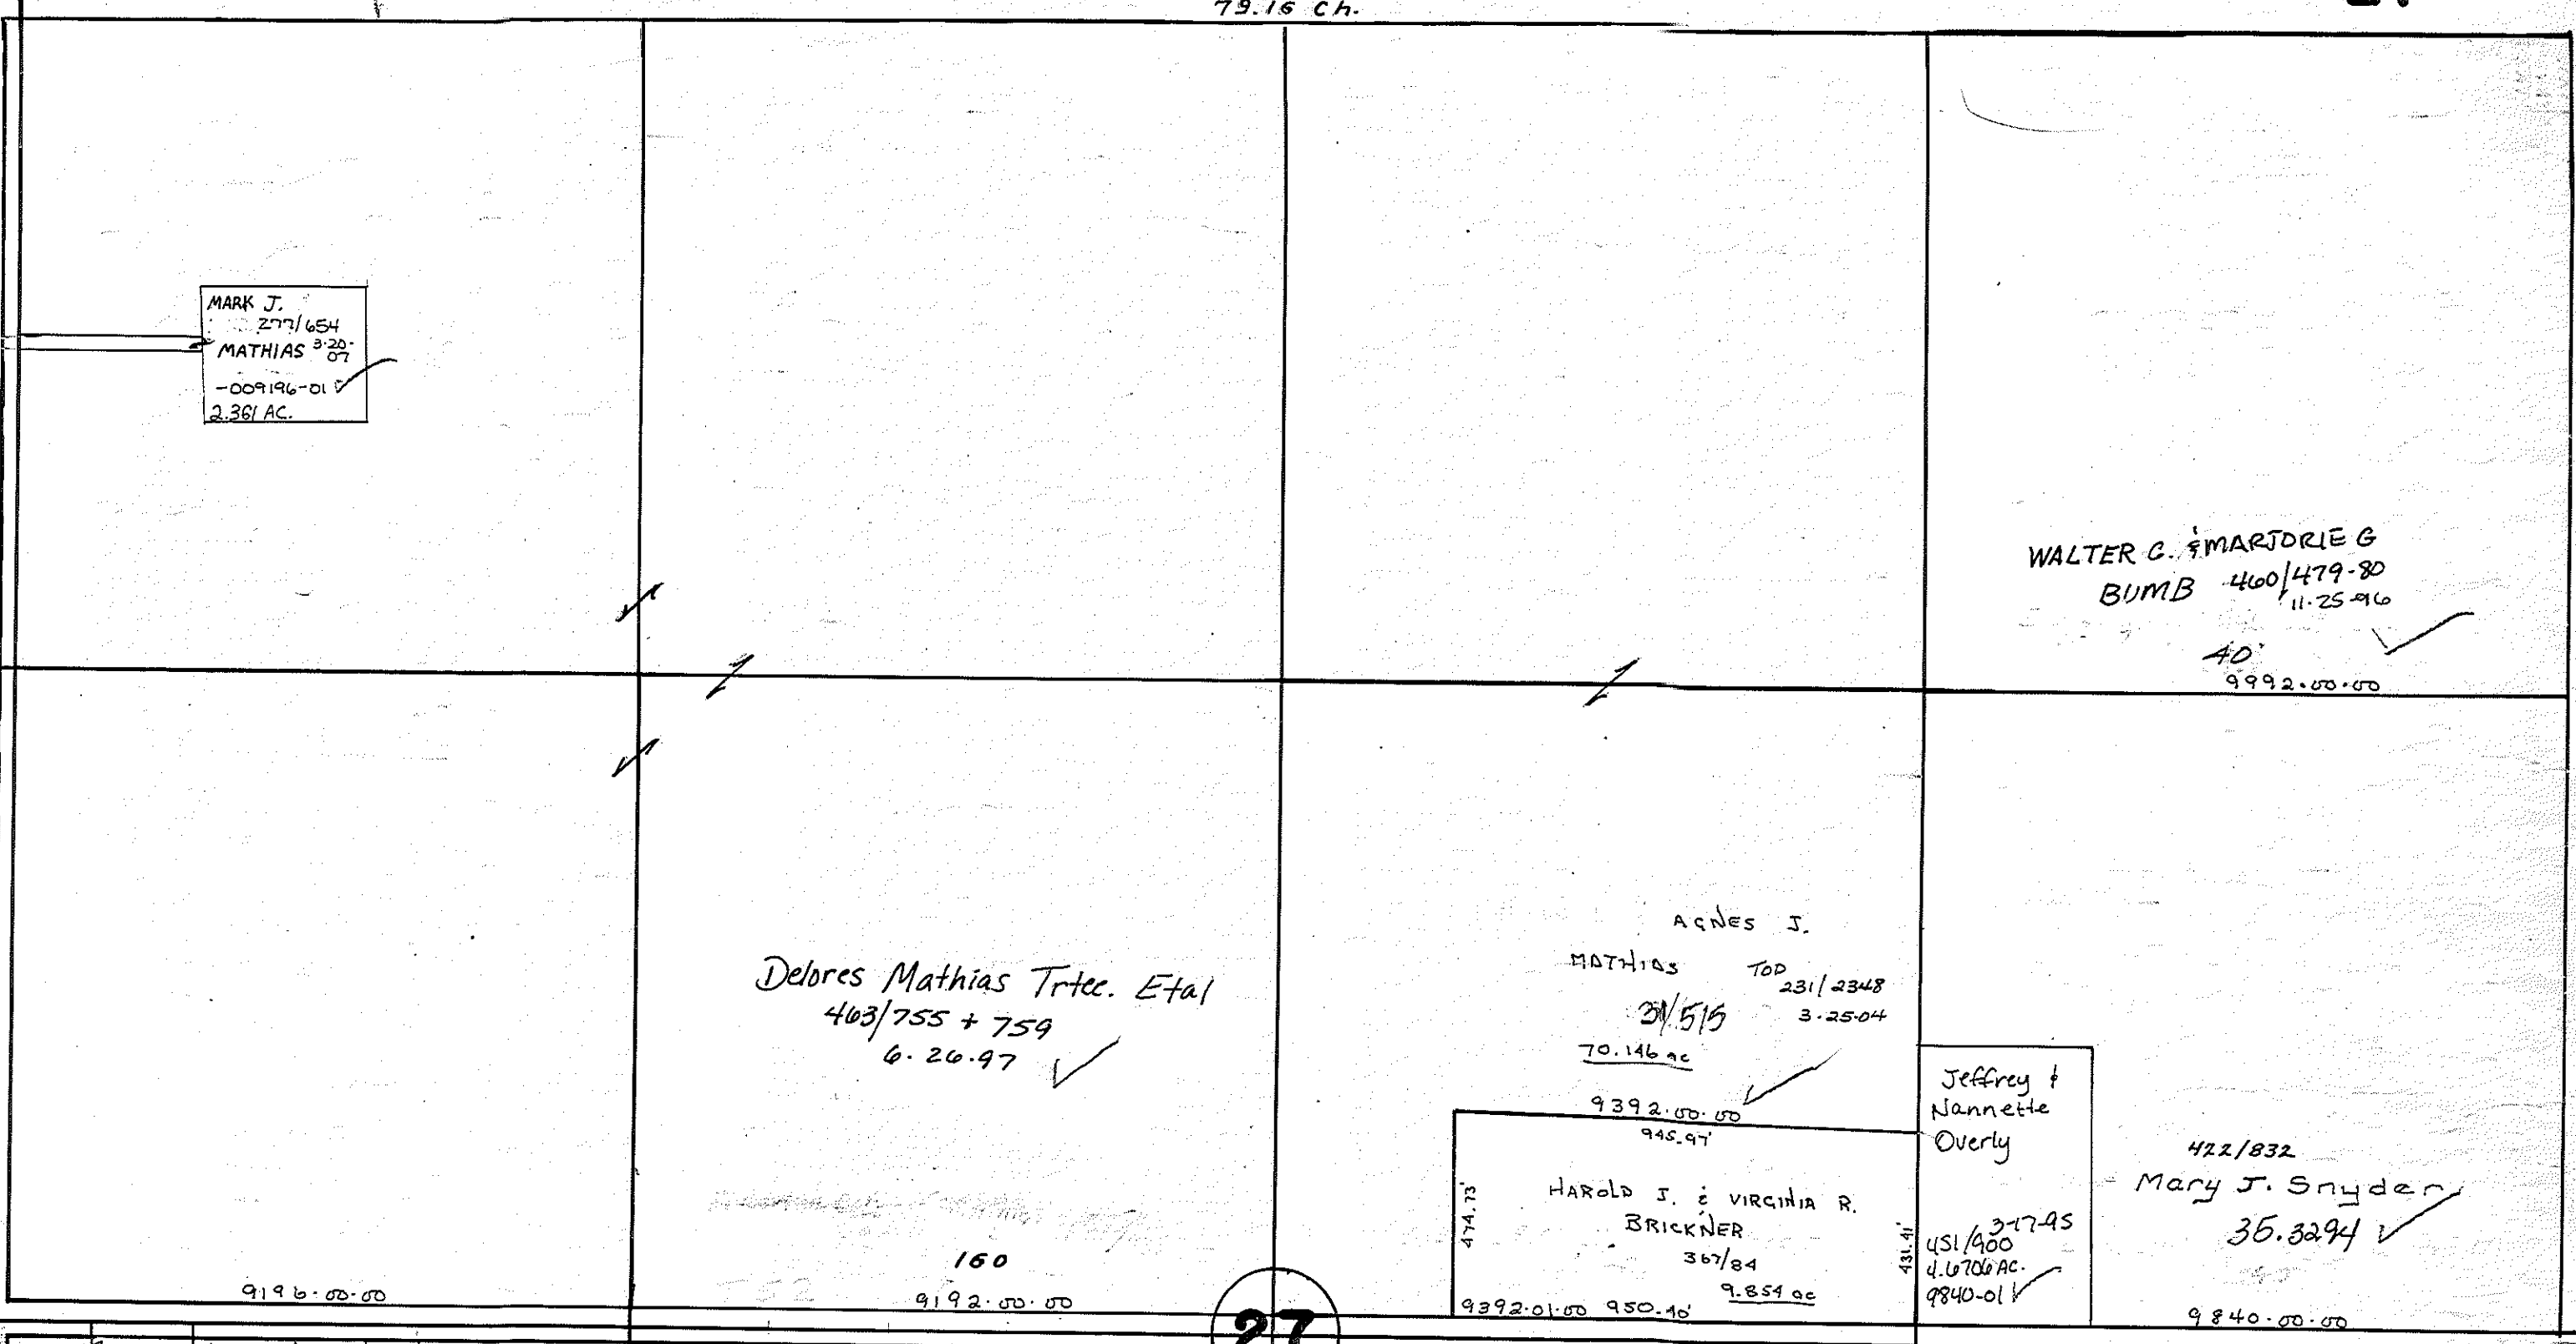 79.16 Ch.
MARK J.
277/654
MATHIAS 3-20-07
-009196-01
2.361 AC.
WALTER C. & MARJORIE G
BUMB 460/479-80
11-25-96
40
9992.00.00
Delores Mathias Trtee. Etal
463/755 + 759
6.26.97
160
9192.00.00
9196.00.00
AGNES J.
MATHIAS TOD
231/2348
31/515 3.25.04
70.146 ac
9392.00.00
945.97'
474.73'
HAROLD J. & VIRGINIA R.
BRICKNER
367/84
9.854 ac
431.41'
9392.01.00 950.40'
Jeffrey &
Nannette
Overly
3-17-95
451/900
4.6706 AC.
9840-01
422/832
Mary J. Snyder
35.3294
9840.00.00
27